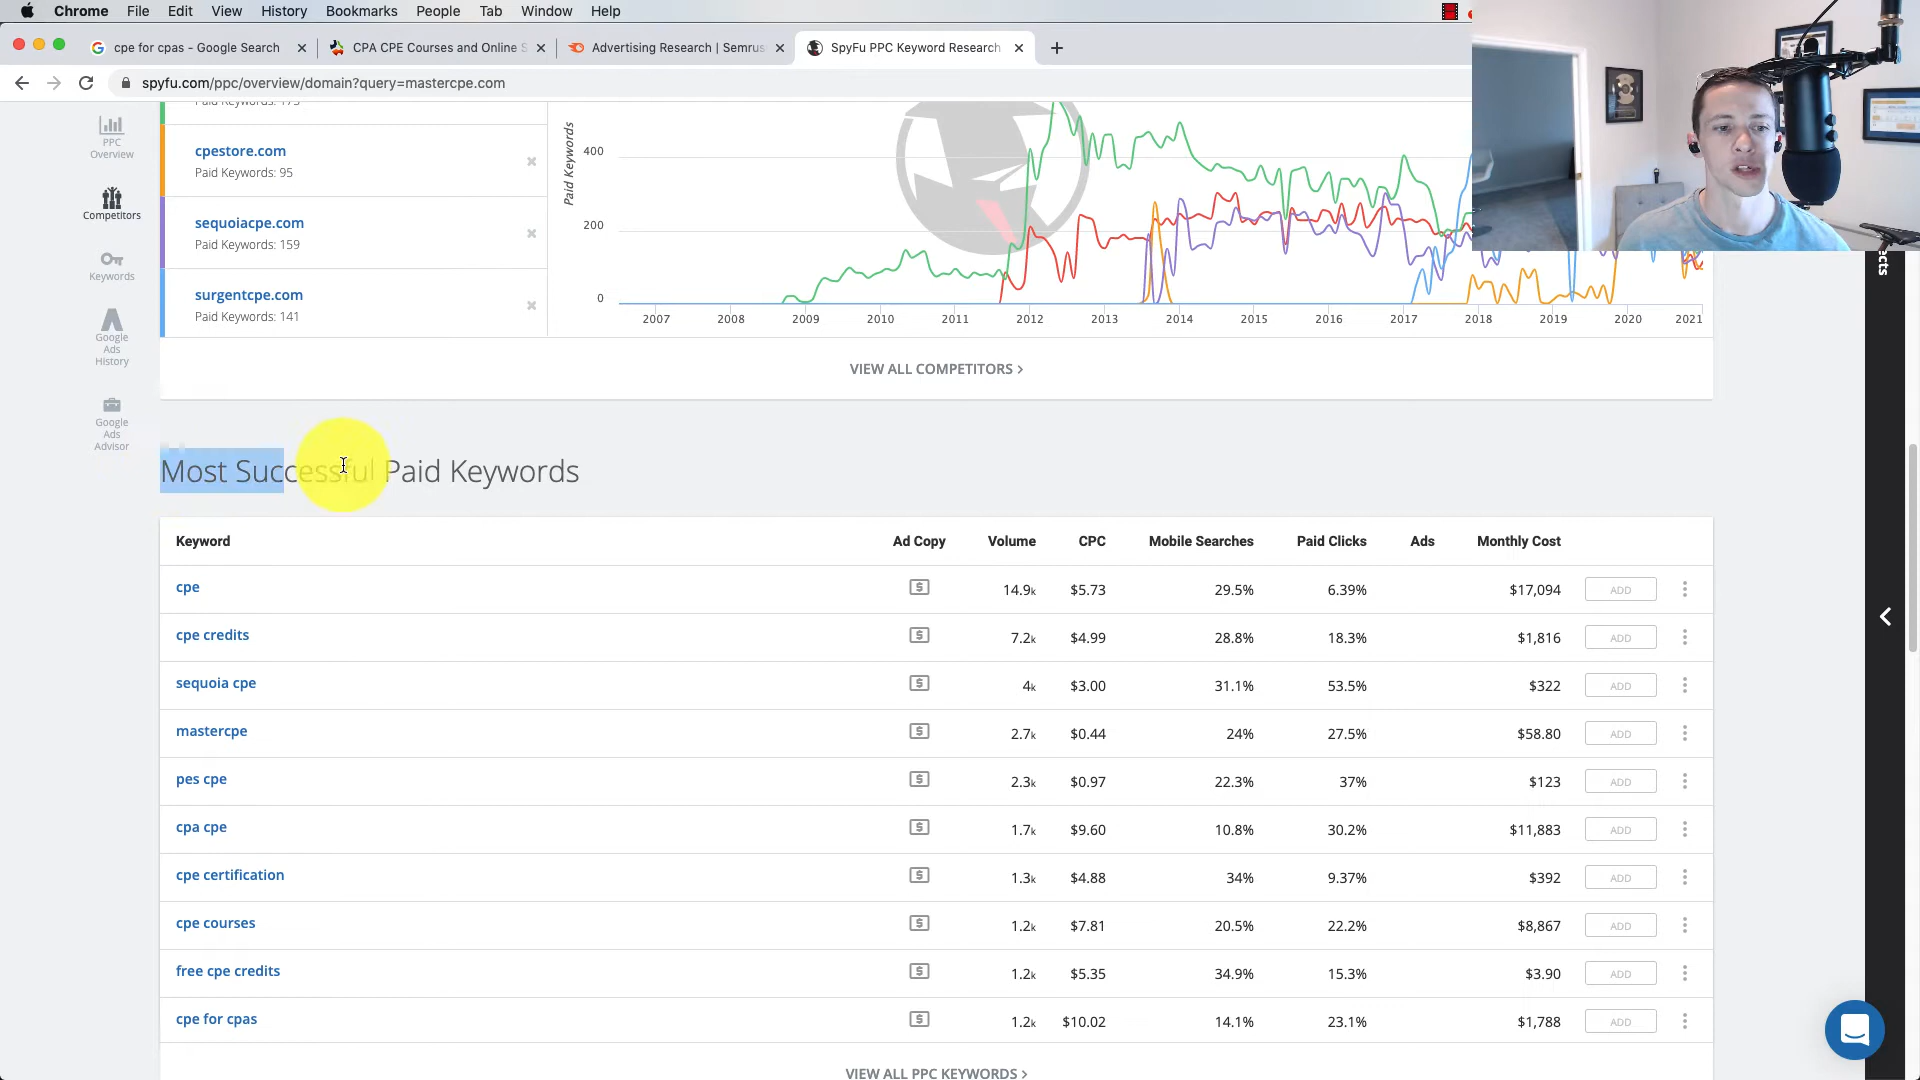 Chrome File Edit View History Bookmarks People Tab Window Help
cpe for cpas - Google Search
CPA CPE Courses and Online S
Advertising Research | Semrus
SpyFu PPC Keyword Research
spyfu.com/ppc/overview/domain?query=mastercpe.com
PPC
Overview
Competitors
Keywords
Google
Ads
History
Google
Ads
Advisor
Paid Keywords: 173
cpestore.com
Paid Keywords: 95
sequoiacpe.com
Paid Keywords: 159
surgentcpe.com
Paid Keywords: 141
Paid Keywords
400
200
0
2007 2008 2009 2010 2011 2012 2013 2014 2015 2016 2017 2018 2019 2020 2021
VIEW ALL COMPETITORS >
Most Successful Paid Keywords
Keyword Ad Copy Volume CPC Mobile Searches Paid Clicks Ads Monthly Cost
cpe $ 14.9k $5.73 29.5% 6.39% $17,094 ADD
cpe credits $ 7.2k $4.99 28.8% 18.3% $1,816 ADD
sequoia cpe $ 4k $3.00 31.1% 53.5% $322 ADD
mastercpe $ 2.7k $0.44 24% 27.5% $58.80 ADD
pes cpe $ 2.3k $0.97 22.3% 37% $123 ADD
cpa cpe $ 1.7k $9.60 10.8% 30.2% $11,883 ADD
cpe certification $ 1.3k $4.88 34% 9.37% $392 ADD
cpe courses $ 1.2k $7.81 20.5% 22.2% $8,867 ADD
free cpe credits $ 1.2k $5.35 34.9% 15.3% $3.90 ADD
cpe for cpas $ 1.2k $10.02 14.1% 23.1% $1,788 ADD
VIEW ALL PPC KEYWORDS >